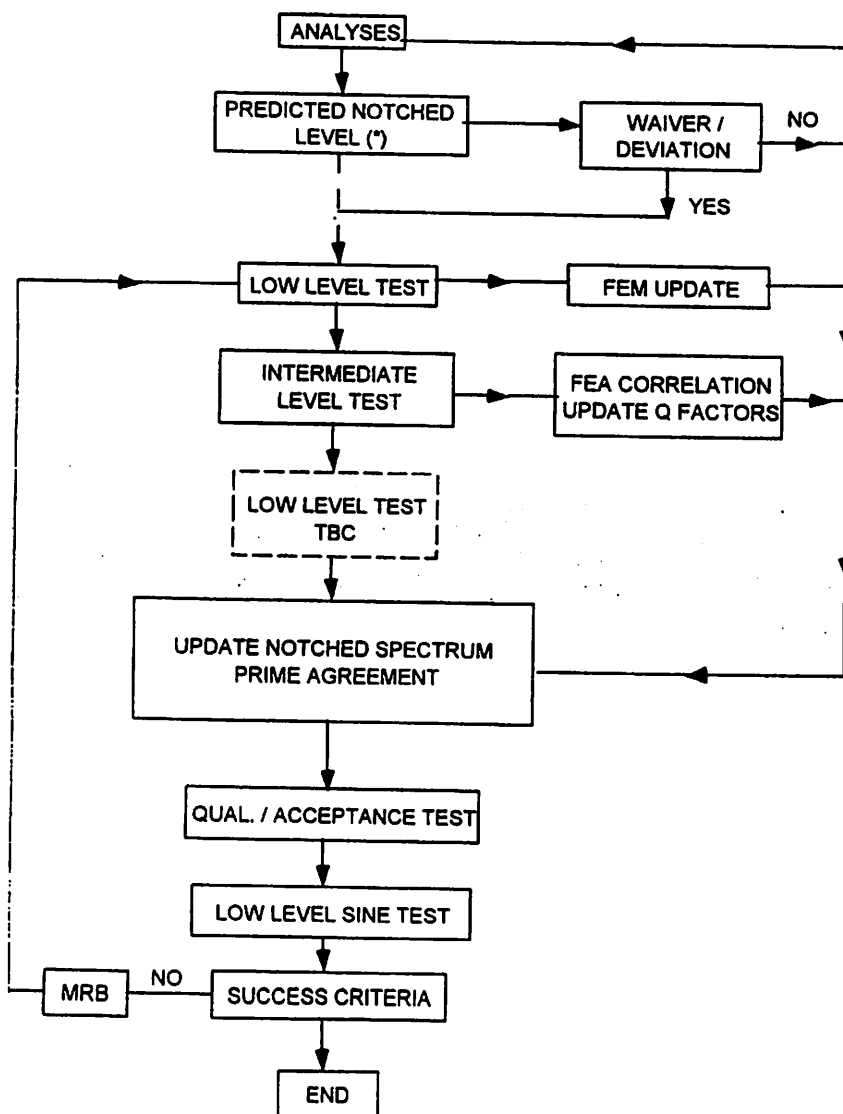 ANALYSES
PREDICTED NOTCHED
LEVEL (*)
WAIVER /
DEVIATION
NO
YES
LOW LEVEL TEST
FEM UPDATE
INTERMEDIATE
LEVEL TEST
FEA CORRELATION
UPDATE Q FACTORS
LOW LEVEL TEST
TBC
UPDATE NOTCHED SPECTRUM
PRIME AGREEMENT
QUAL. / ACCEPTANCE TEST
LOW LEVEL SINE TEST
MRB
NO
SUCCESS CRITERIA
END